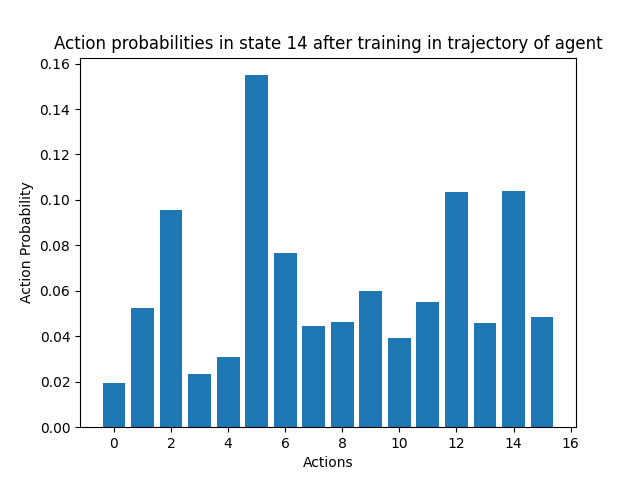 Action probabilities in state 14 after training in trajectory of agent
0.16
0.14
0.12
0.10
0.08
0.06
0.04
0.02
0.00
Action Probability
0 2 4 6 8 10 12 14 16
Actions